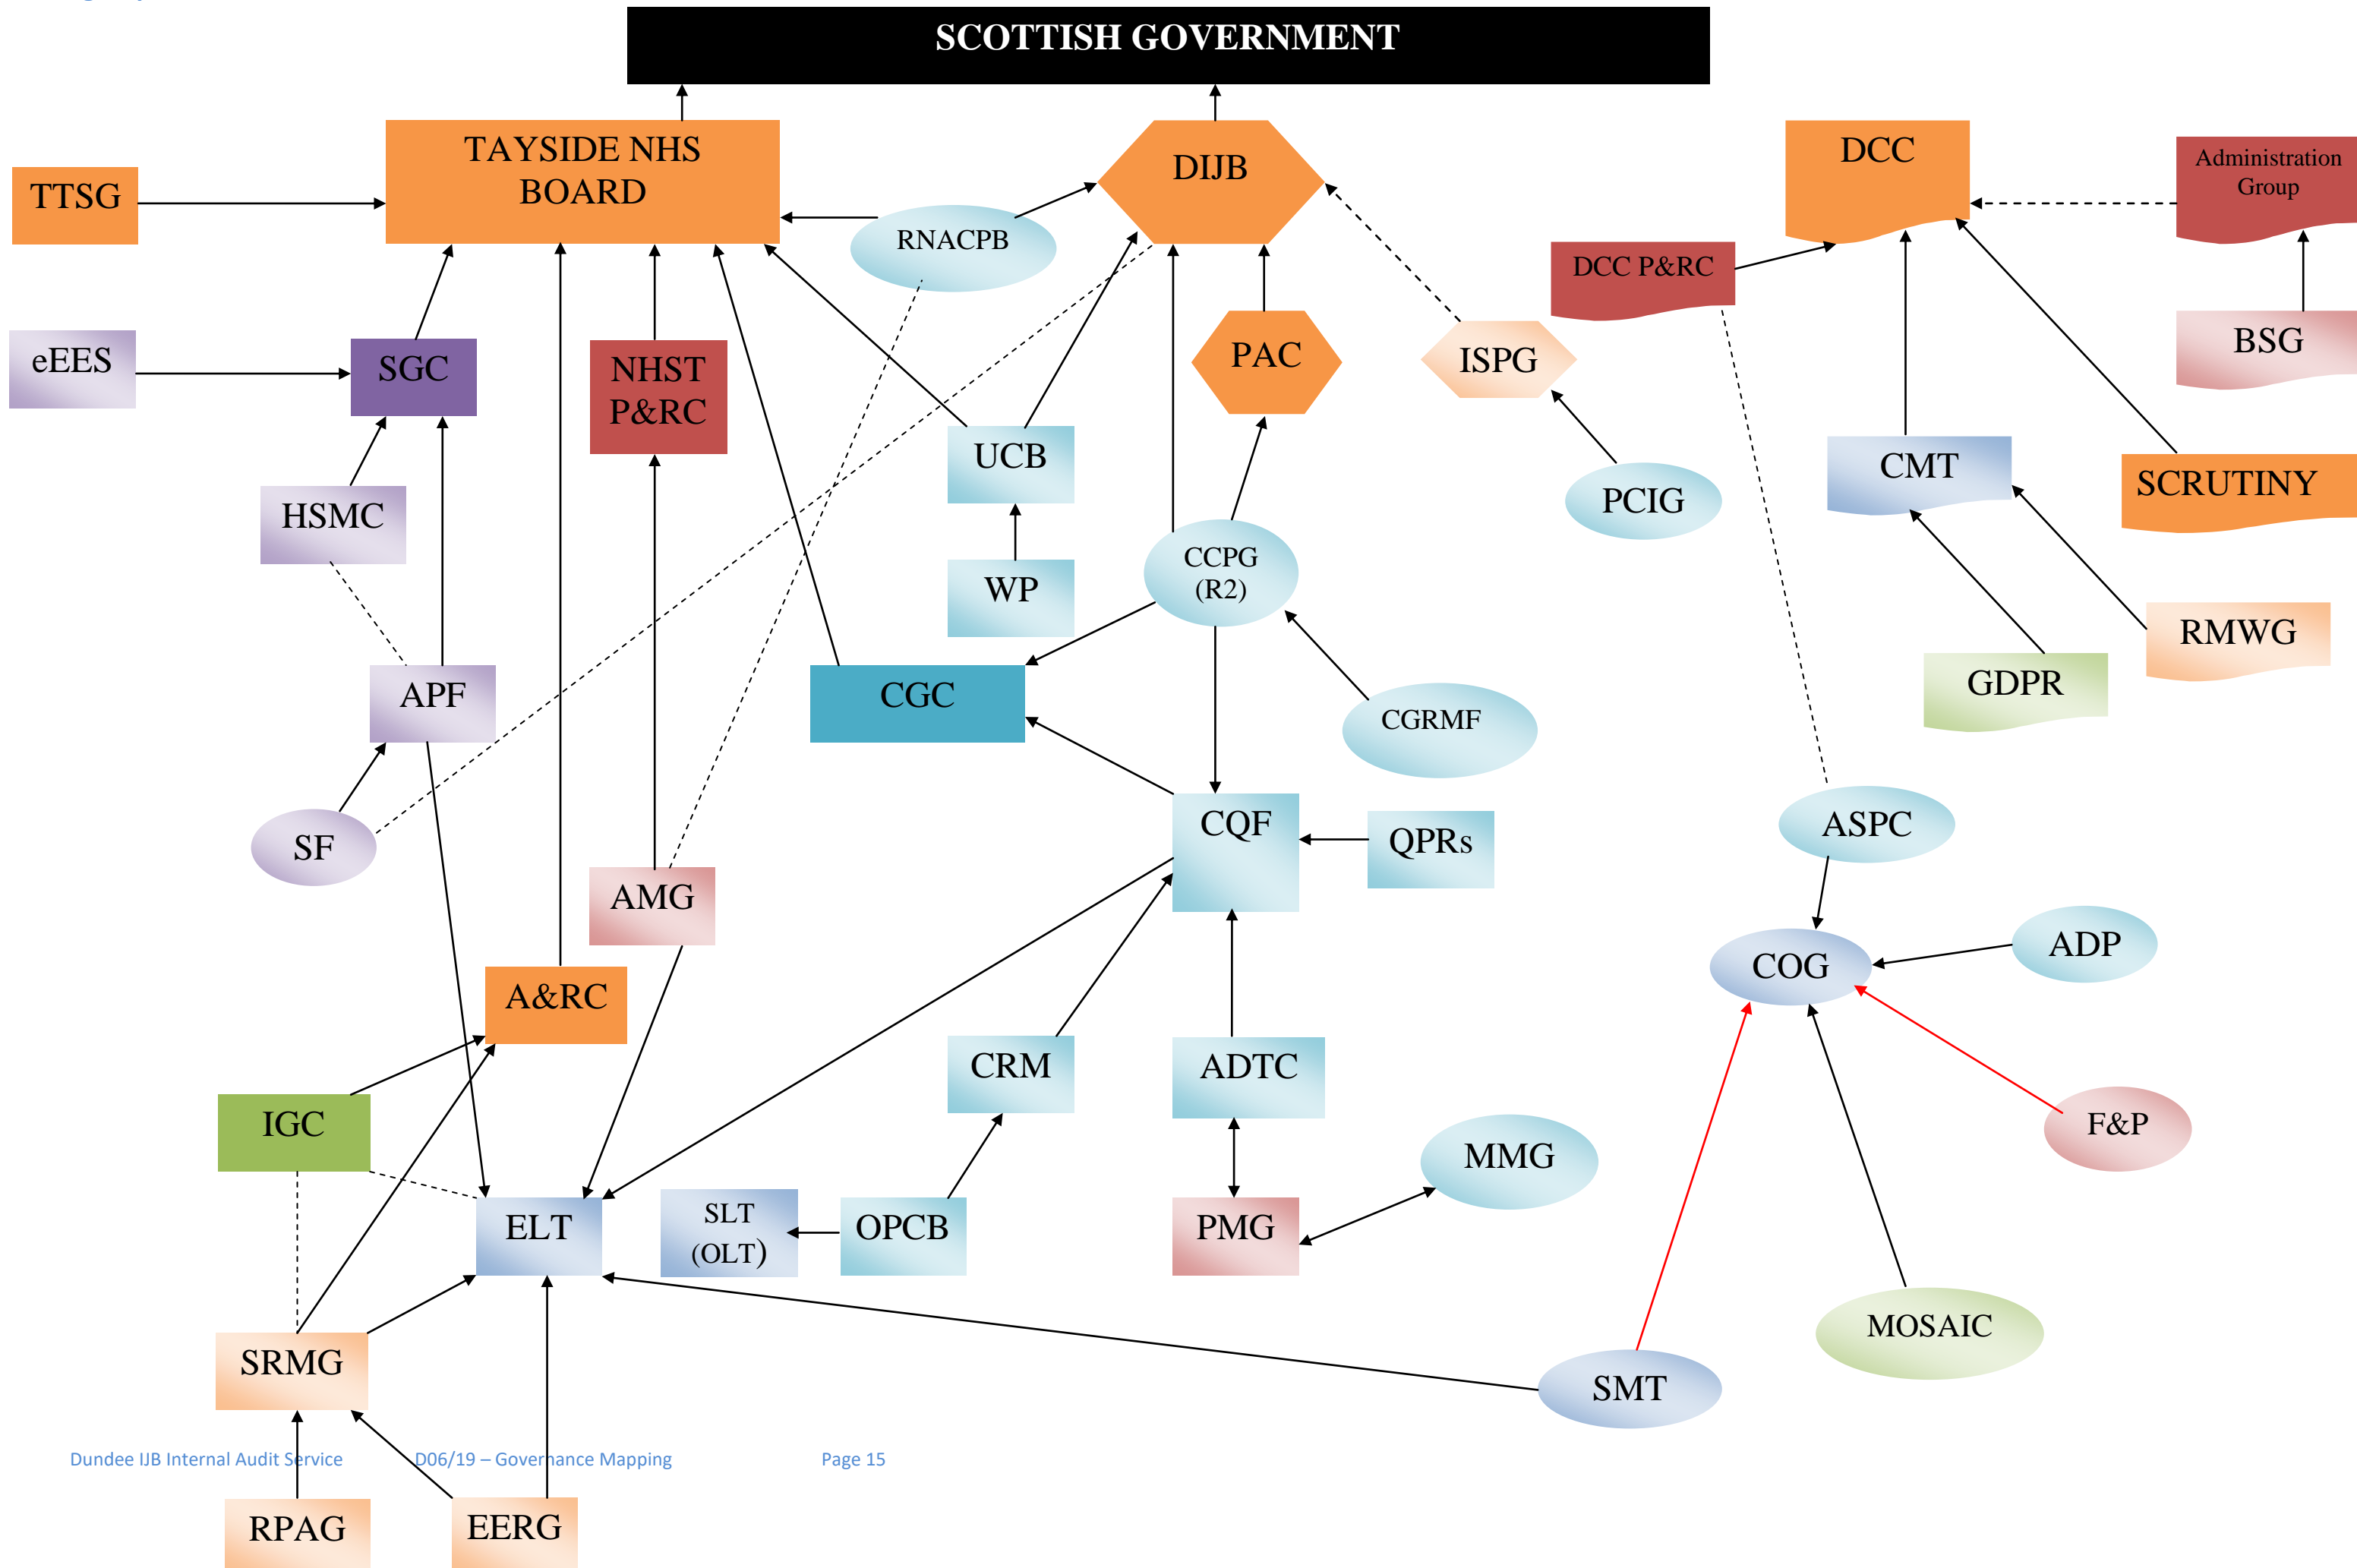 SCOTTISH GOVERNMENT
TAYSIDE NHS
BOARD
DIJB
DCC
Administration
Group
TTSG
RNACPB
DCC P&RC
eEES
SGC
NHST
P&RC
PAC
ISPG
BSG
UCB
CMT
SCRUTINY
HSMC
PCIG
CCPG
(R2)
WP
RMWG
APF
CGC
GDPR
CGRMF
SF
CQF
QPRs
ASPC
AMG
ADP
COG
A&RC
CRM
ADTC
IGC
F&P
MMG
ELT
SLT
(OLT)
OPCB
PMG
MOSAIC
SRMG
SMT
Dundee IJB Internal Audit Service D06/19 – Governance Mapping Page 15
RPAG
EERG